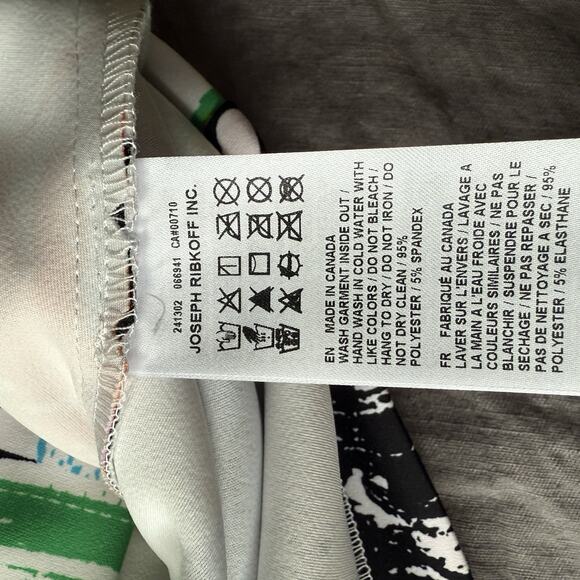 241302 066941 CA#00710
JOSEPH RIBKOFF INC.
EN MADE IN CANADA
WASH GARMENT INSIDE OUT /
HAND WASH IN COLD WATER WITH
LIKE COLORS / DO NOT BLEACH /
HANG TO DRY / DO NOT IRON / DO
NOT DRY CLEAN / 95%
POLYESTER / 5% SPANDEX
FR FABRIQUÉ AU CANADA
LAVER SUR L'ENVERS / LAVAGE A
LA MAIN A L'EAU FROIDE AVEC
COULEURS SIMILAIRES / NE PAS
BLANCHIR / SUSPENDRE POUR LE
SECHAGE / NE PAS REPASSER /
PAS DE NETTOYAGE A SEC / 95%
POLYESTER / 5% ELASTHANE